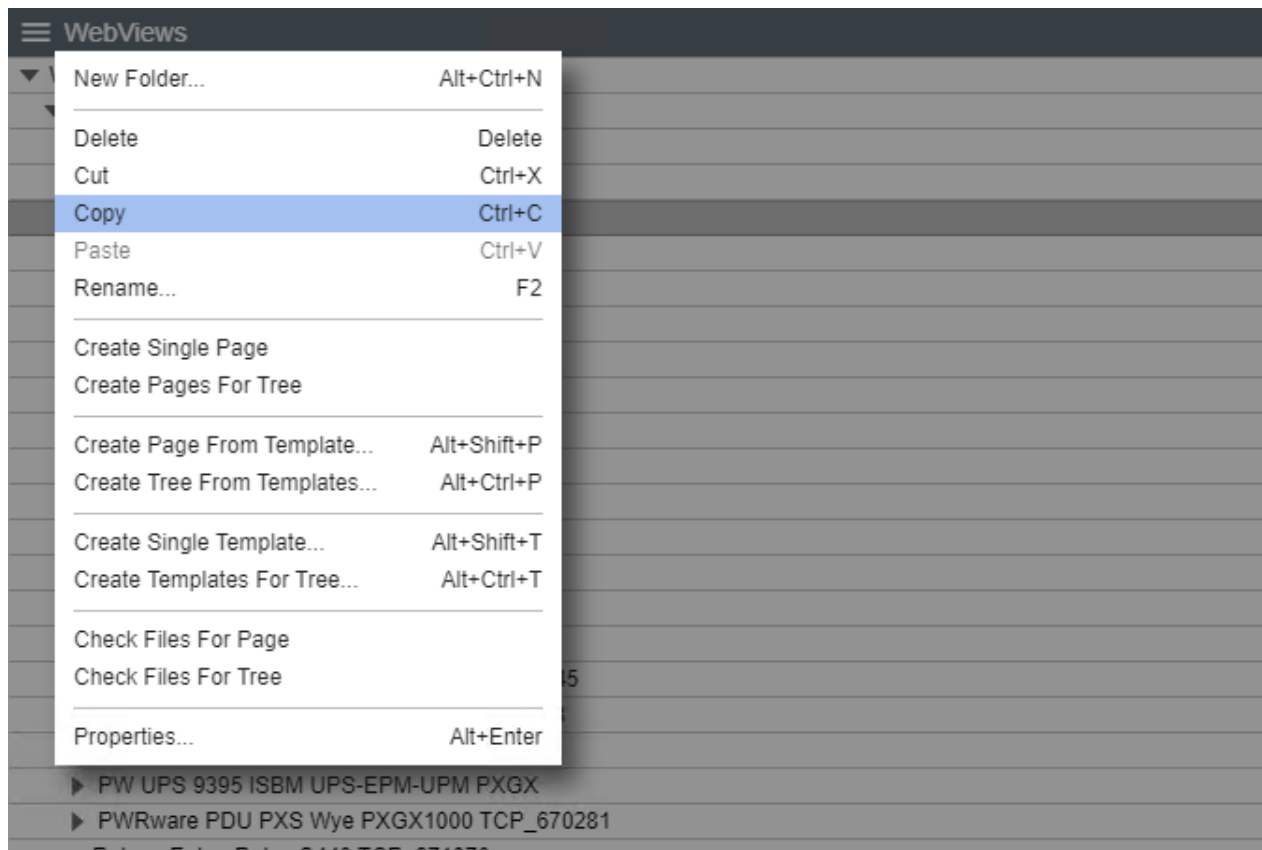 WebViews
New Folder... Alt+Ctrl+N
Delete Delete
Cut Ctrl+X
Copy Ctrl+C
Paste Ctrl+V
Rename... F2
Create Single Page
Create Pages For Tree
Create Page From Template... Alt+Shift+P
Create Tree From Templates... Alt+Ctrl+P
Create Single Template... Alt+Shift+T
Create Templates For Tree... Alt+Ctrl+T
Check Files For Page
Check Files For Tree
Properties... Alt+Enter
PW UPS 9395 ISBM UPS-EPM-UPM PXGX
PWRware PDU PXS Wye PXGX1000 TCP_670281